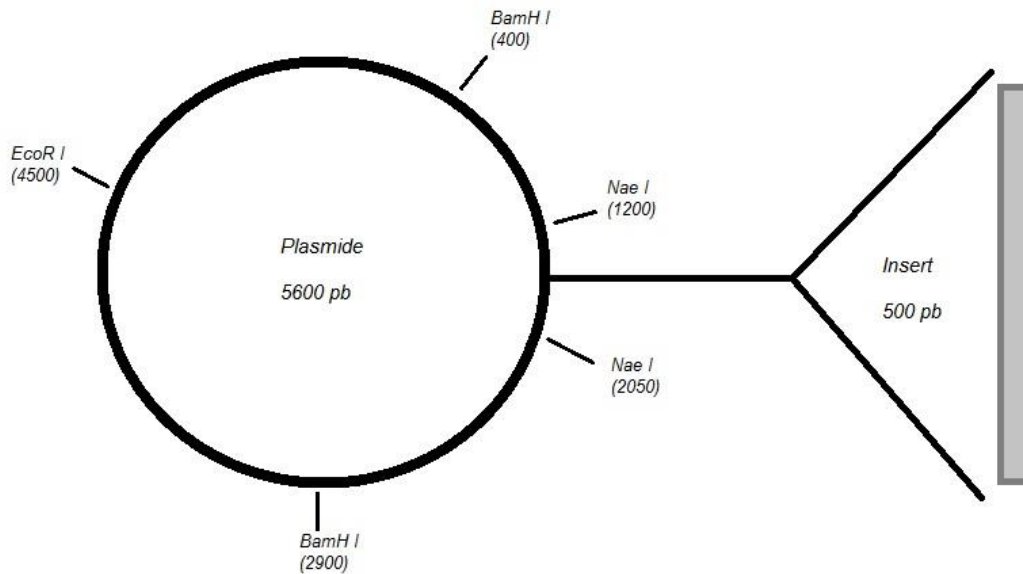 BamH I
(400)
EcoR I
(4500)
Nae I
(1200)
Plasmide
5600 pb
Insert
500 pb
Nae I
(2050)
BamH I
(2900)